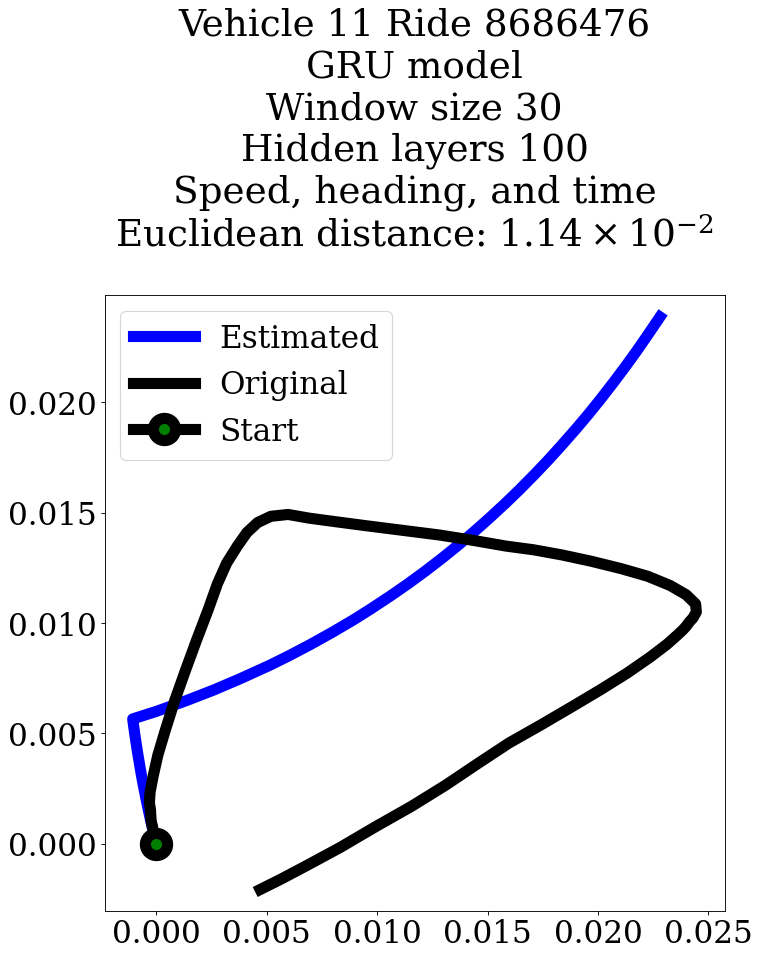 Vehicle 11 Ride 8686476
GRU model
Window size 30
Hidden layers 100
Speed, heading, and time
Euclidean distance: 1.14 × 10⁻²
Estimated
Original
Start
0.020
0.015
0.010
0.005
0.000
0.000 0.005 0.010 0.015 0.020 0.025